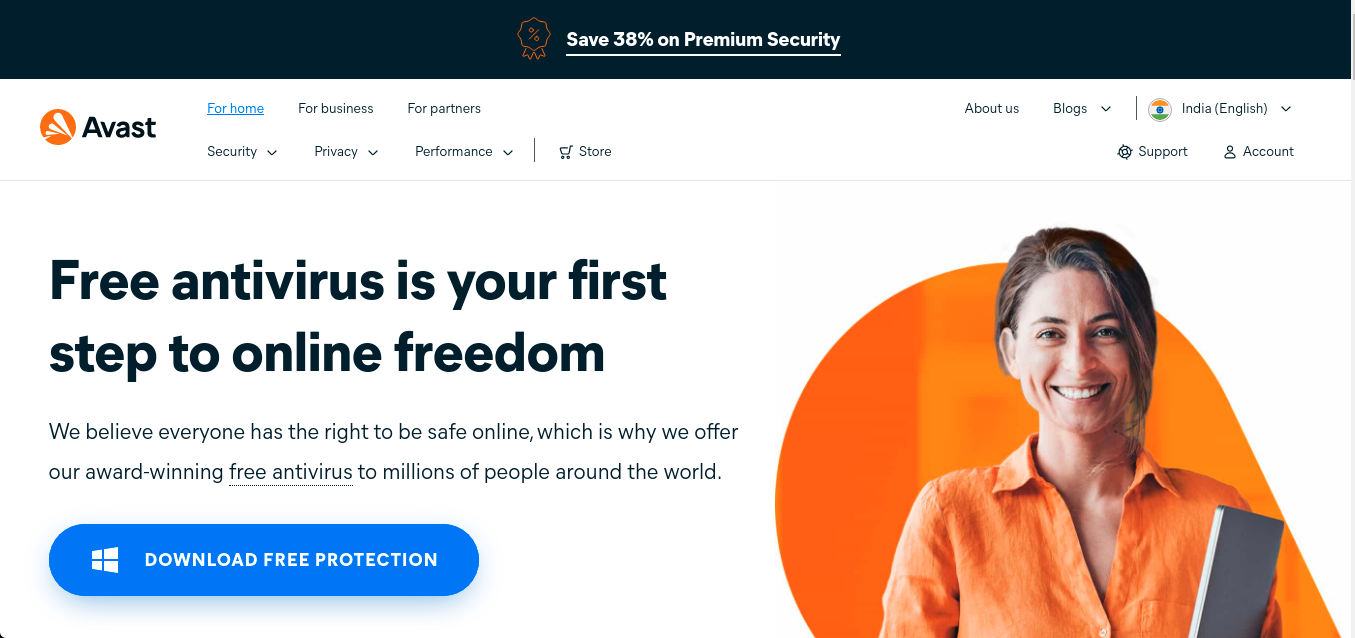 Save 38% on Premium Security
For home For business For partners About us Blogs India (English)
Avast
Security Privacy Performance Store Support Account
Free antivirus is your first
step to online freedom
We believe everyone has the right to be safe online, which is why we offer
our award-winning free antivirus to millions of people around the world.
DOWNLOAD FREE PROTECTION